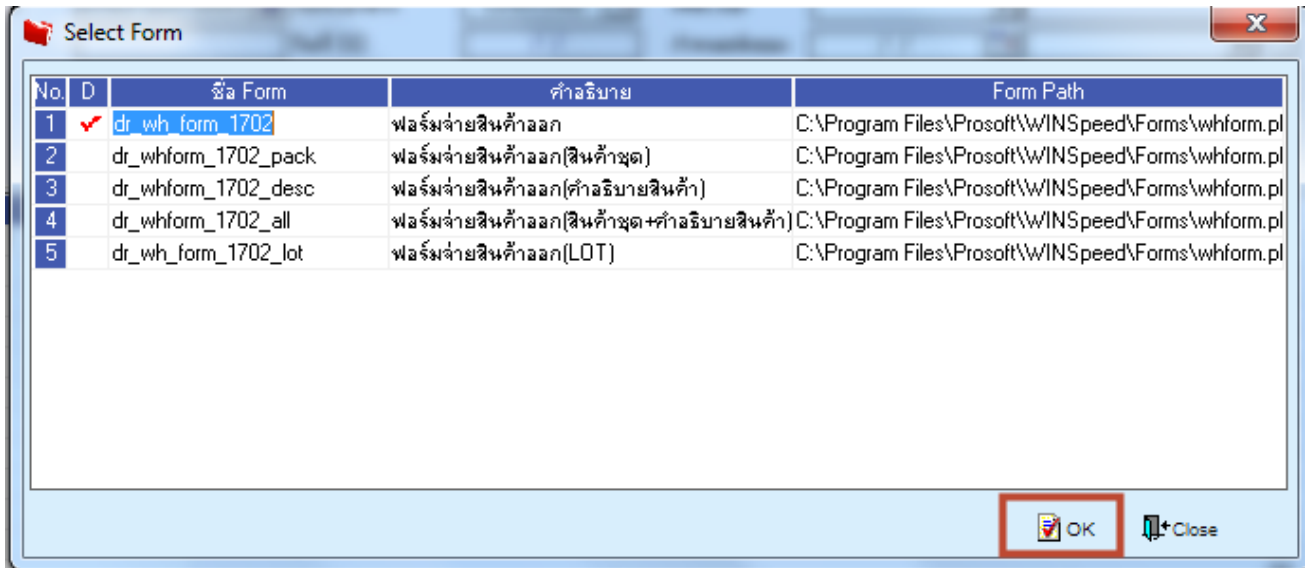 Select Form
No. D ชื่อ Form คำอธิบาย Form Path
1 dr_wh_form_1702 ฟอร์มจ่ายสินค้าออก C:\Program Files\Prosoft\WINSpeed\Forms\whform.pl
2 dr_whform_1702_pack ฟอร์มจ่ายสินค้าออก(สินค้าชุด) C:\Program Files\Prosoft\WINSpeed\Forms\whform.pl
3 dr_whform_1702_desc ฟอร์มจ่ายสินค้าออก(คำอธิบายสินค้า) C:\Program Files\Prosoft\WINSpeed\Forms\whform.pl
4 dr_whform_1702_all ฟอร์มจ่ายสินค้าออก(สินค้าชุด+คำอธิบายสินค้า) C:\Program Files\Prosoft\WINSpeed\Forms\whform.pl
5 dr_wh_form_1702_lot ฟอร์มจ่ายสินค้าออก(LOT) C:\Program Files\Prosoft\WINSpeed\Forms\whform.pl
OK Close